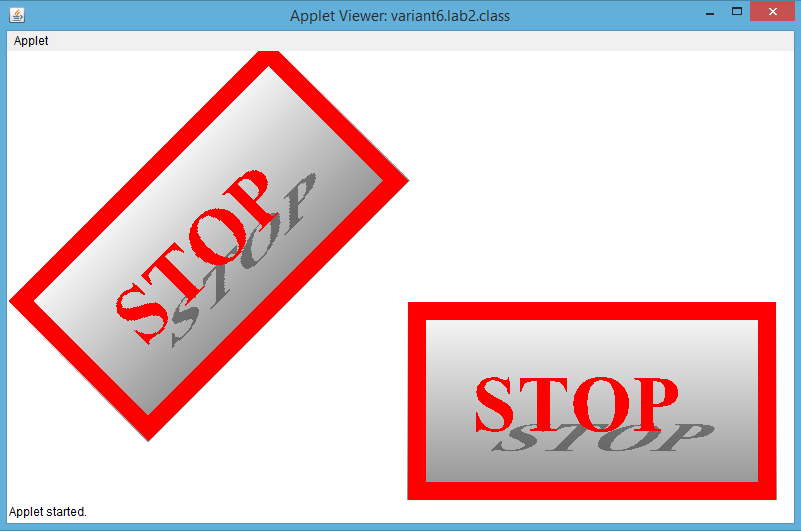 Applet Viewer: variant6.lab2.class
Applet
STOP
STOP
STOP
STOP
Applet started.